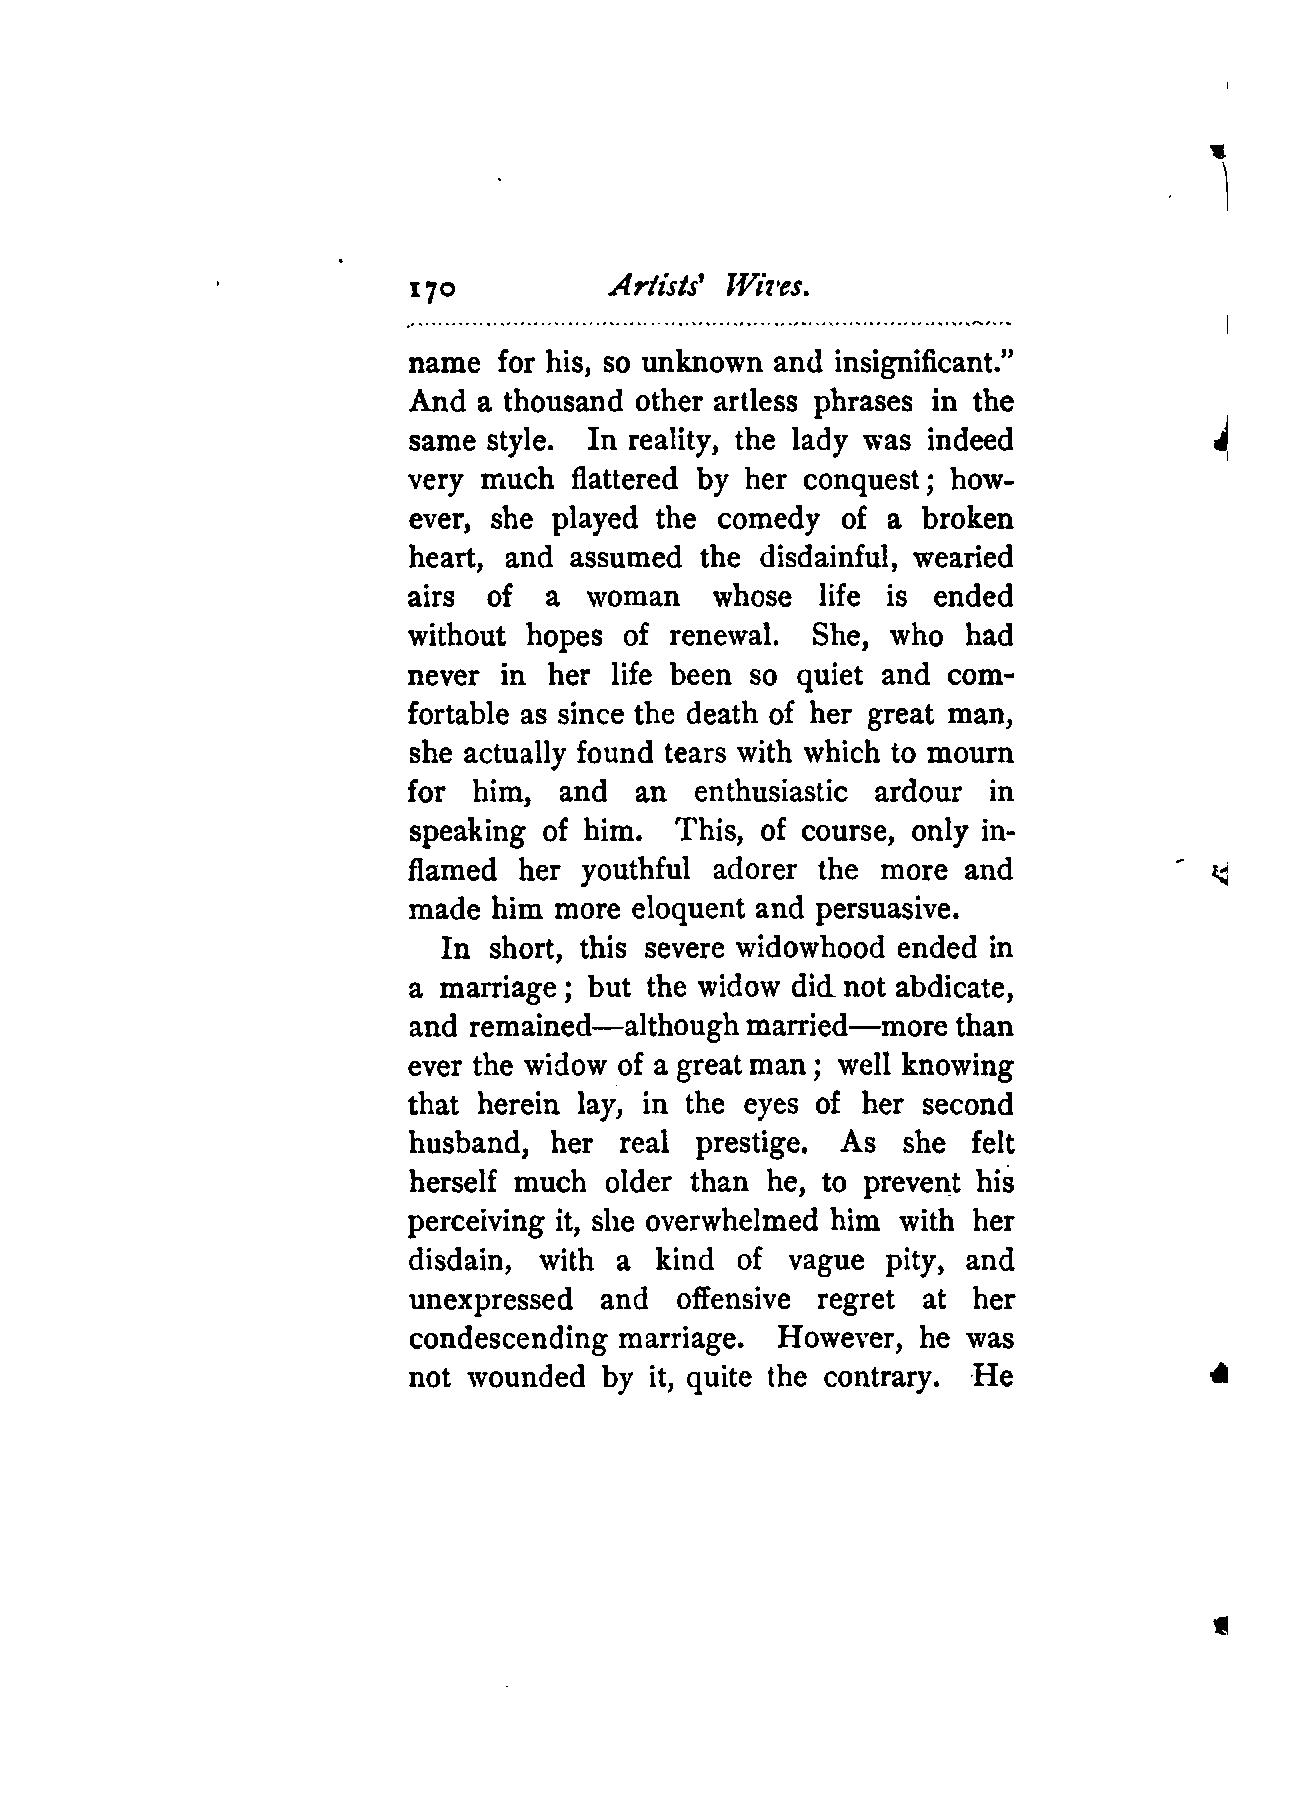 170 Artists' Wives.
name for his, so unknown and insignificant."
And a thousand other artless phrases in the
same style. In reality, the lady was indeed
very much flattered by her conquest; how-
ever, she played the comedy of a broken
heart, and assumed the disdainful, wearied
airs of a woman whose life is ended
without hopes of renewal. She, who had
never in her life been so quiet and com-
fortable as since the death of her great man,
she actually found tears with which to mourn
for him, and an enthusiastic ardour in
speaking of him. This, of course, only in-
flamed her youthful adorer the more and
made him more eloquent and persuasive.
In short, this severe widowhood ended in
a marriage; but the widow did not abdicate,
and remained—although married—more than
ever the widow of a great man; well knowing
that herein lay, in the eyes of her second
husband, her real prestige. As she felt
herself much older than he, to prevent his
perceiving it, she overwhelmed him with her
disdain, with a kind of vague pity, and
unexpressed and offensive regret at her
condescending marriage. However, he was
not wounded by it, quite the contrary. He